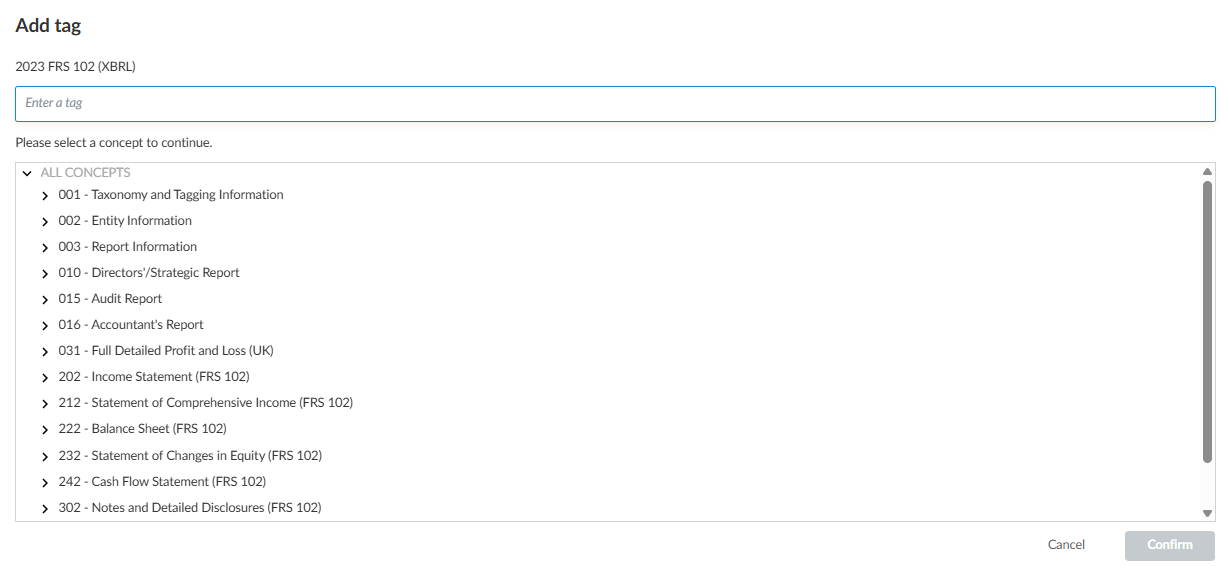 Add tag
2023 FRS 102 (XBRL)
Enter a tag
Please select a concept to continue.
ALL CONCEPTS
001 - Taxonomy and Tagging Information
002 - Entity Information
003 - Report Information
010 - Directors'/Strategic Report
015 - Audit Report
016 - Accountant's Report
031 - Full Detailed Profit and Loss (UK)
202 - Income Statement (FRS 102)
212 - Statement of Comprehensive Income (FRS 102)
222 - Balance Sheet (FRS 102)
232 - Statement of Changes in Equity (FRS 102)
242 - Cash Flow Statement (FRS 102)
302 - Notes and Detailed Disclosures (FRS 102)
Cancel Confirm